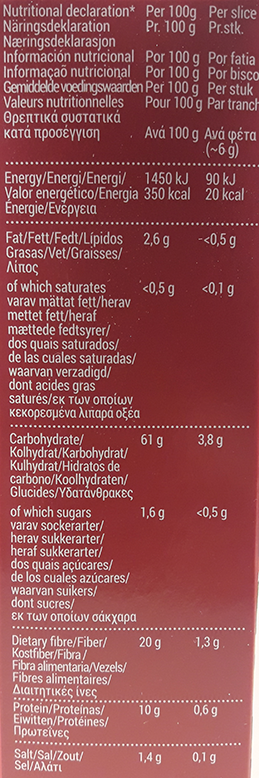 Nutritional declaration* Per 100g Per slice
Näringsdeklaration Pr. 100 g Pr.stk.
Næringsdeklarasjon
Información nutricional Por 100 g Por fatia
Informação nutricional Por 100 g Por bisco
Gemiddelde voedingswaarden Per 100 g Per stuk
Valeurs nutritionnelles Pour 100 g Par tranch
Θρεπτικά συστατικά
κατά προσέγγιση Ανά 100 g Ανά φέτα
(~6 g)
Energy/Energi/Energi/ 1450 kJ 90 kJ
Valor energético/Energia 350 kcal 20 kcal
Énergie/Ενέργεια
Fat/Fett/Fedt/Lípidos 2,6 g <0,5 g
Grasas/Vet/Graisses/
Λίπος
of which saturates <0,5 g <0,1 g
varav mättat fett/herav
mettet fett/heraf
mættede fedtsyrer/
dos quais saturados/
de las cuales saturadas/
waarvan verzadigd/
dont acides gras
saturés/εκ των οποίων
κεκορεσμένα λιπαρά οξέα
Carbohydrate/ 61 g 3,8 g
Kolhydrat/Karbohydrat/
Kulhydrat/Hidratos de
carbono/Koolhydraten/
Glucides/Υδατάνθρακες
of which sugars 1,6 g <0,5 g
varav sockerarter/
herav sukkerarter/
heraf sukkerarter/
dos quais açúcares/
de los cuales azúcares/
waarvan suikers/
dont sucres/
εκ των οποίων σάκχαρα
Dietary fibre/Fiber/ 20 g 1,3 g
Kostfiber/Fibra/
Fibra alimentaria/Vezels/
Fibres alimentaires/
Διαιτητικές ίνες
Protein/Proteínas/ 10 g 0,6 g
Eiwitten/Protéines/
Πρωτεΐνες
Salt/Sal/Zout/ 1,4 g 0,1 g
Sel/Αλάτι